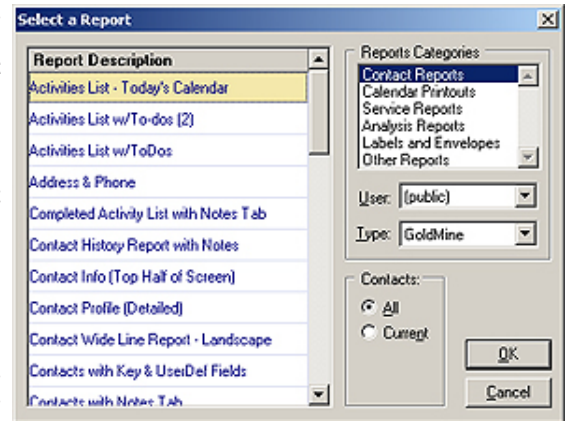 Select a Report
Report Description
Activities List - Today's Calendar
Activities List w/To-dos (2)
Activities List w/ToDos
Address & Phone
Completed Activity List with Notes Tab
Contact History Report with Notes
Contact Info (Top Half of Screen)
Contact Profile (Detailed)
Contact Wide Line Report - Landscape
Contacts with Key & UserDef Fields
Contacts with Notes Tab
Reports Categories
Contact Reports
Calendar Printouts
Service Reports
Analysis Reports
Labels and Envelopes
Other Reports
User: (public)
Type: GoldMine
Contacts:
All
Current
OK
Cancel